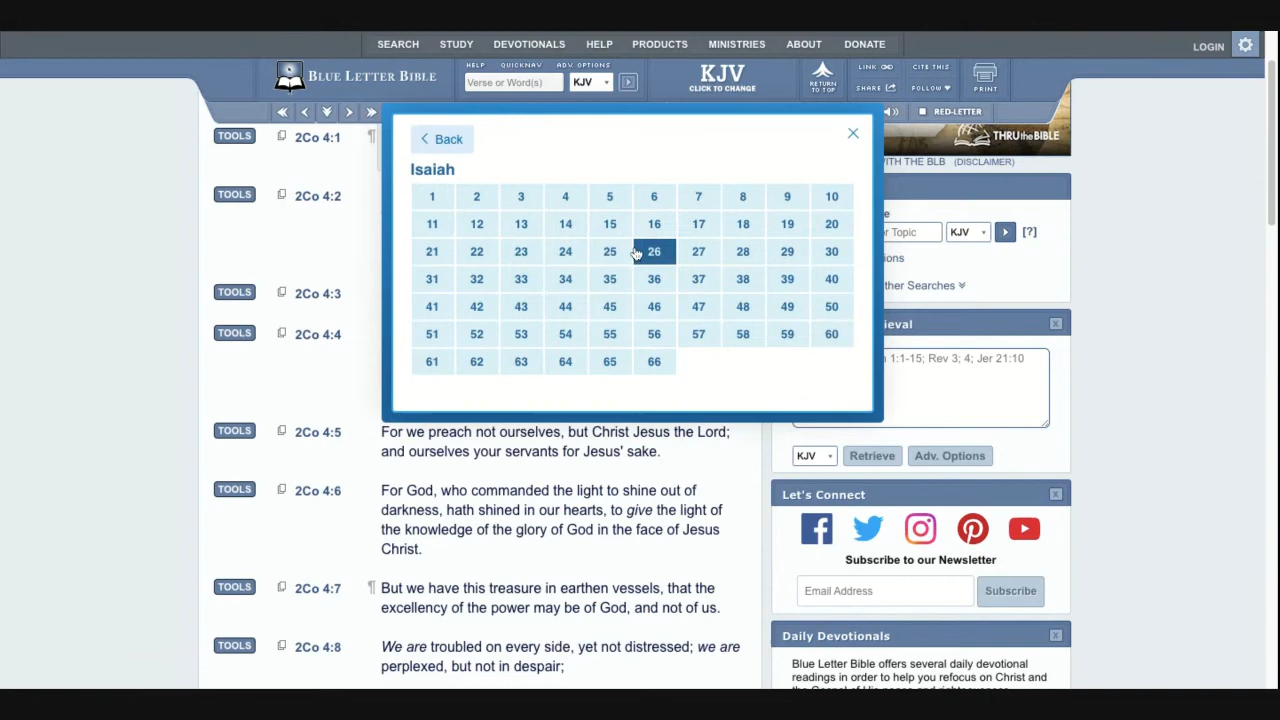 SEARCH STUDY DEVOTIONALS HELP PRODUCTS MINISTRIES ABOUT DONATE
LOGIN
BLUE LETTER BIBLE
HELP QUICKNAV ADV. OPTIONS
Verse or Word(s) KJV
KJV
CLICK TO CHANGE
RETURN
TO TOP
LINK CITE THIS
SHARE FOLLOW
PRINT
RED-LETTER
THRU the BIBLE
ITH THE BLB (DISCLAIMER)
Back
Isaiah
1 2 3 4 5 6 7 8 9 10
11 12 13 14 15 16 17 18 19 20
21 22 23 24 25 26 27 28 29 30
31 32 33 34 35 36 37 38 39 40
41 42 43 44 45 46 47 48 49 50
51 52 53 54 55 56 57 58 59 60
61 62 63 64 65 66
TOOLS 2Co 4:1 ¶
TOOLS 2Co 4:2
TOOLS 2Co 4:3
TOOLS 2Co 4:4
TOOLS 2Co 4:5 For we preach not ourselves, but Christ Jesus the Lord;
and ourselves your servants for Jesus' sake.
TOOLS 2Co 4:6 For God, who commanded the light to shine out of
darkness, hath shined in our hearts, to give the light of
the knowledge of the glory of God in the face of Jesus
Christ.
TOOLS 2Co 4:7 ¶ But we have this treasure in earthen vessels, that the
excellency of the power may be of God, and not of us.
TOOLS 2Co 4:8 We are troubled on every side, yet not distressed; we are
perplexed, but not in despair;
e
or Topic KJV [?]
ions
ther Searches
ieval
1:1-15; Rev 3; 4; Jer 21:10
KJV Retrieve Adv. Options
Let's Connect
Subscribe to our Newsletter
Email Address Subscribe
Daily Devotionals
Blue Letter Bible offers several daily devotional
readings in order to help you refocus on Christ and